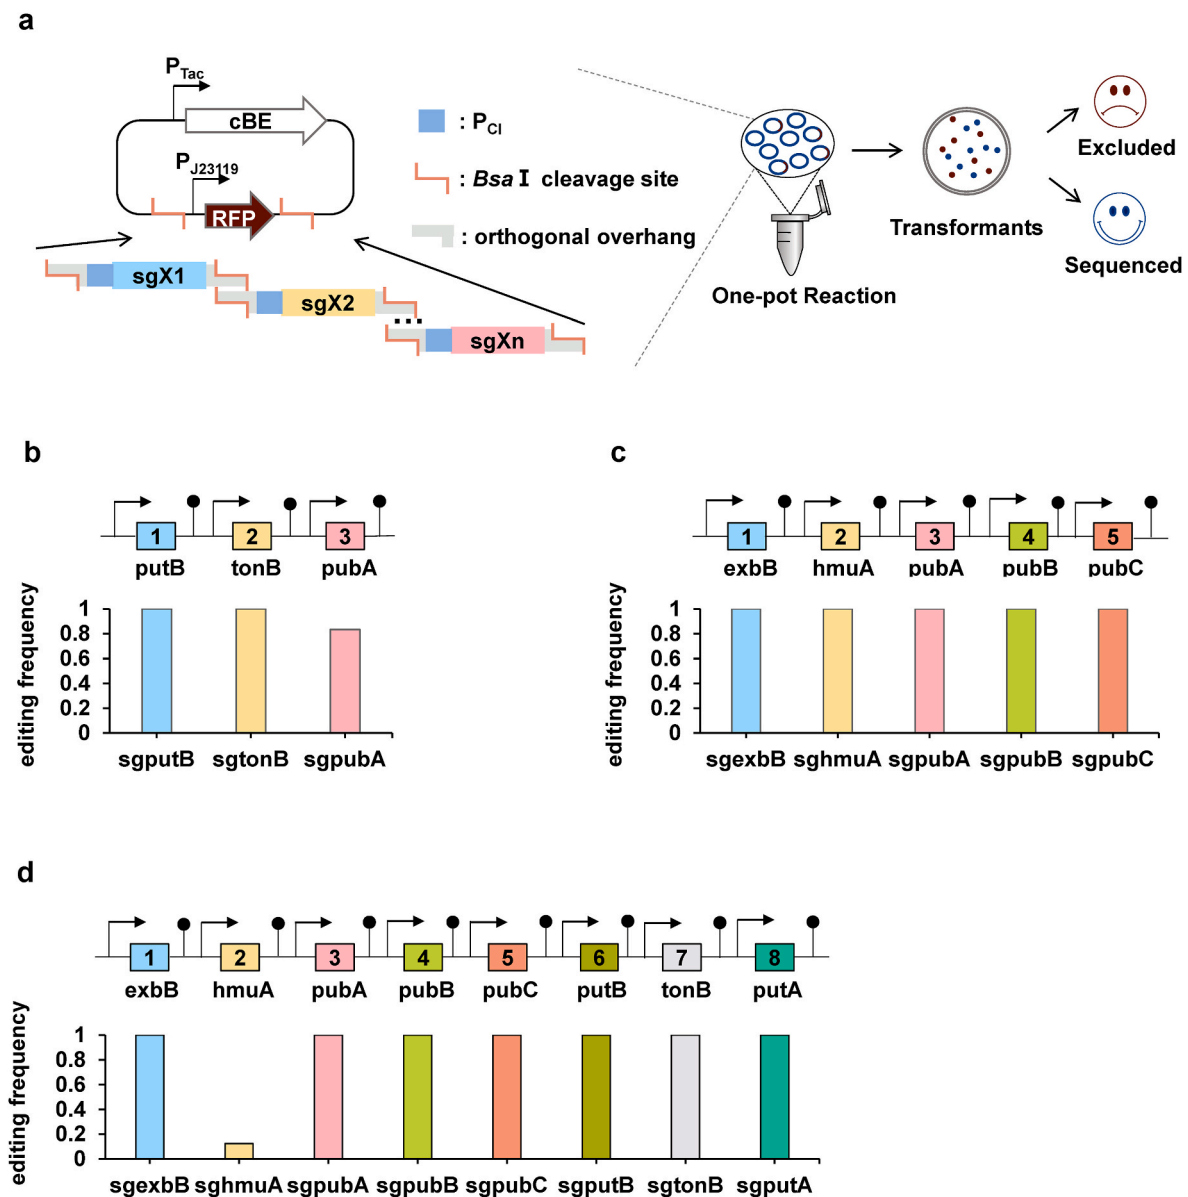 a
P_Tac
cBE
P_J23119
RFP
: P_CI
: Bsa I cleavage site
: orthogonal overhang
sgX1
sgX2
...
sgXn
One-pot Reaction
Transformants
Excluded
Sequenced
b
1 2 3
putB tonB pubA
editing frequency
1
0.8
0.6
0.4
0.2
0
sgputB sgtonB sgpubA
c
1 2 3 4 5
exbB hmuA pubA pubB pubC
editing frequency
1
0.8
0.6
0.4
0.2
0
sgexbB sghmuA sgpubA sgpubB sgpubC
d
1 2 3 4 5 6 7 8
exbB hmuA pubA pubB pubC putB tonB putA
editing frequency
1
0.8
0.6
0.4
0.2
0
sgexbB sghmuA sgpubA sgpubB sgpubC sgputB sgtonB sgputA